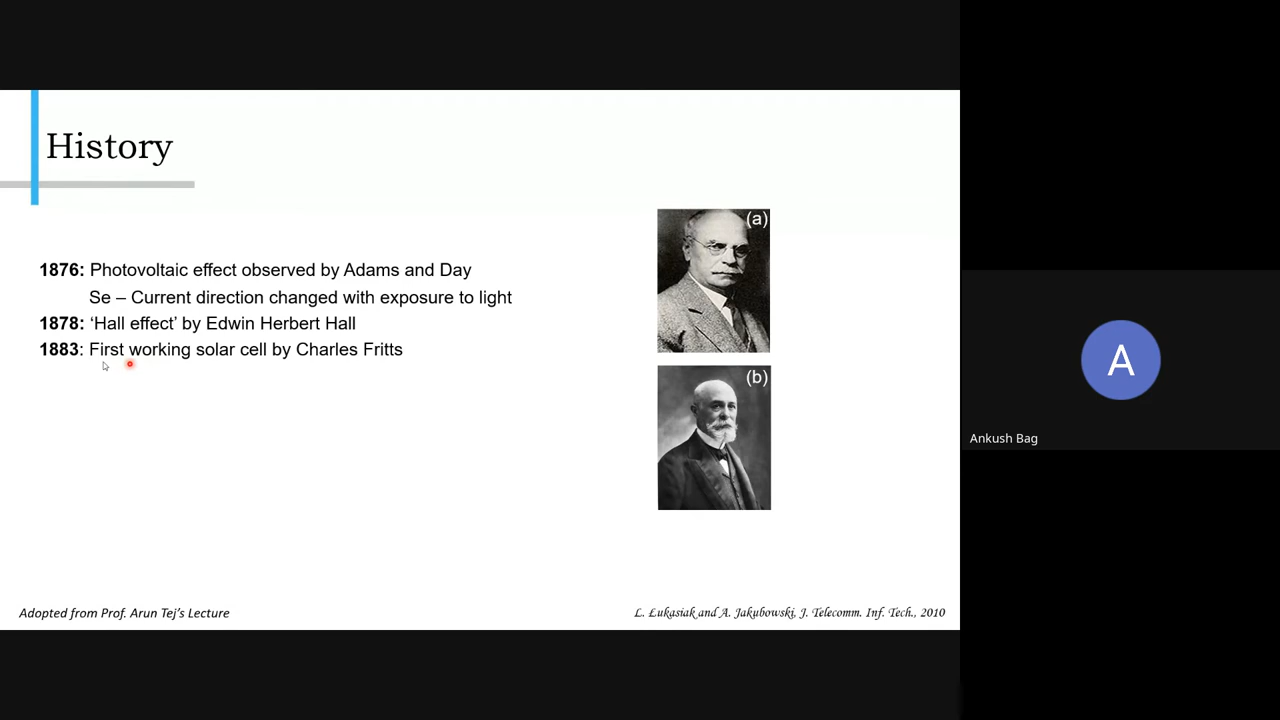 History
1876: Photovoltaic effect observed by Adams and Day
Se – Current direction changed with exposure to light
1878: ‘Hall effect’ by Edwin Herbert Hall
1883: First working solar cell by Charles Fritts
(a)
(b)
Adopted from Prof. Arun Tej’s Lecture
L. Łukasiak and A. Jakubowski, J. Telecomm. Inf. Tech., 2010
A
Ankush Bag